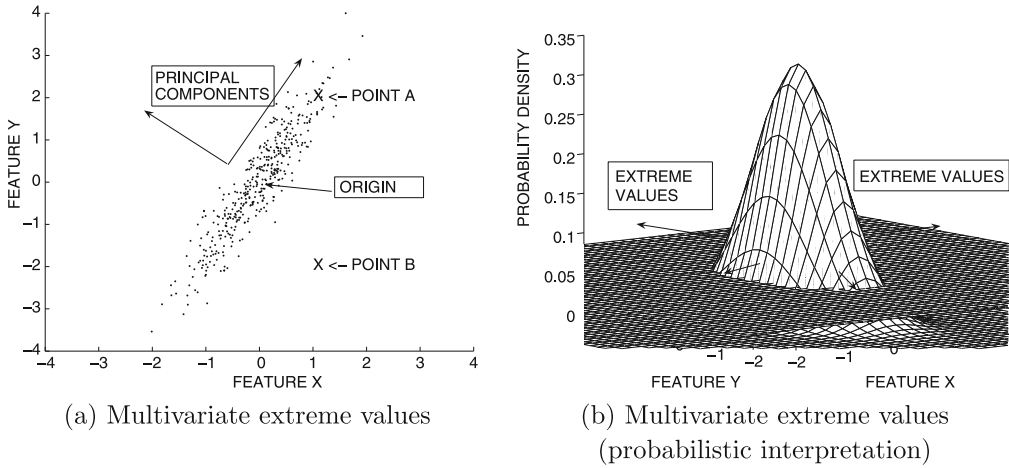 4
3
2
1
0
−1
−2
−3
−4
−4 −3 −2 −1 0 1 2 3 4
FEATURE Y
FEATURE X
PRINCIPAL
COMPONENTS
X <− POINT A
ORIGIN
X <− POINT B
(a) Multivariate extreme values
0.35
0.3
0.25
0.2
0.15
0.1
0.05
0
PROBABILITY DENSITY
EXTREME
VALUES
EXTREME VALUES
−1 −2 −2 −1 0
FEATURE Y
FEATURE X
(b) Multivariate extreme values
(probabilistic interpretation)